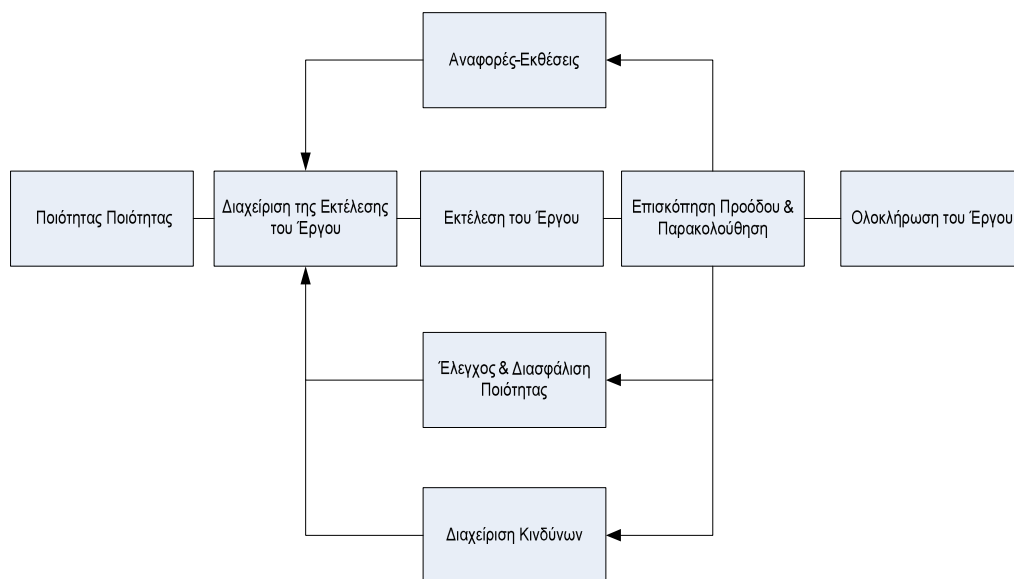 Αναφορές-Εκθέσεις
Ποιότητας Ποιότητας
Διαχείριση της Εκτέλεσης
του Έργου
Εκτέλεση του Έργου
Επισκόπηση Προόδου &
Παρακολούθηση
Ολοκλήρωση του Έργου
Έλεγχος & Διασφάλιση
Ποιότητας
Διαχείριση Κινδύνων